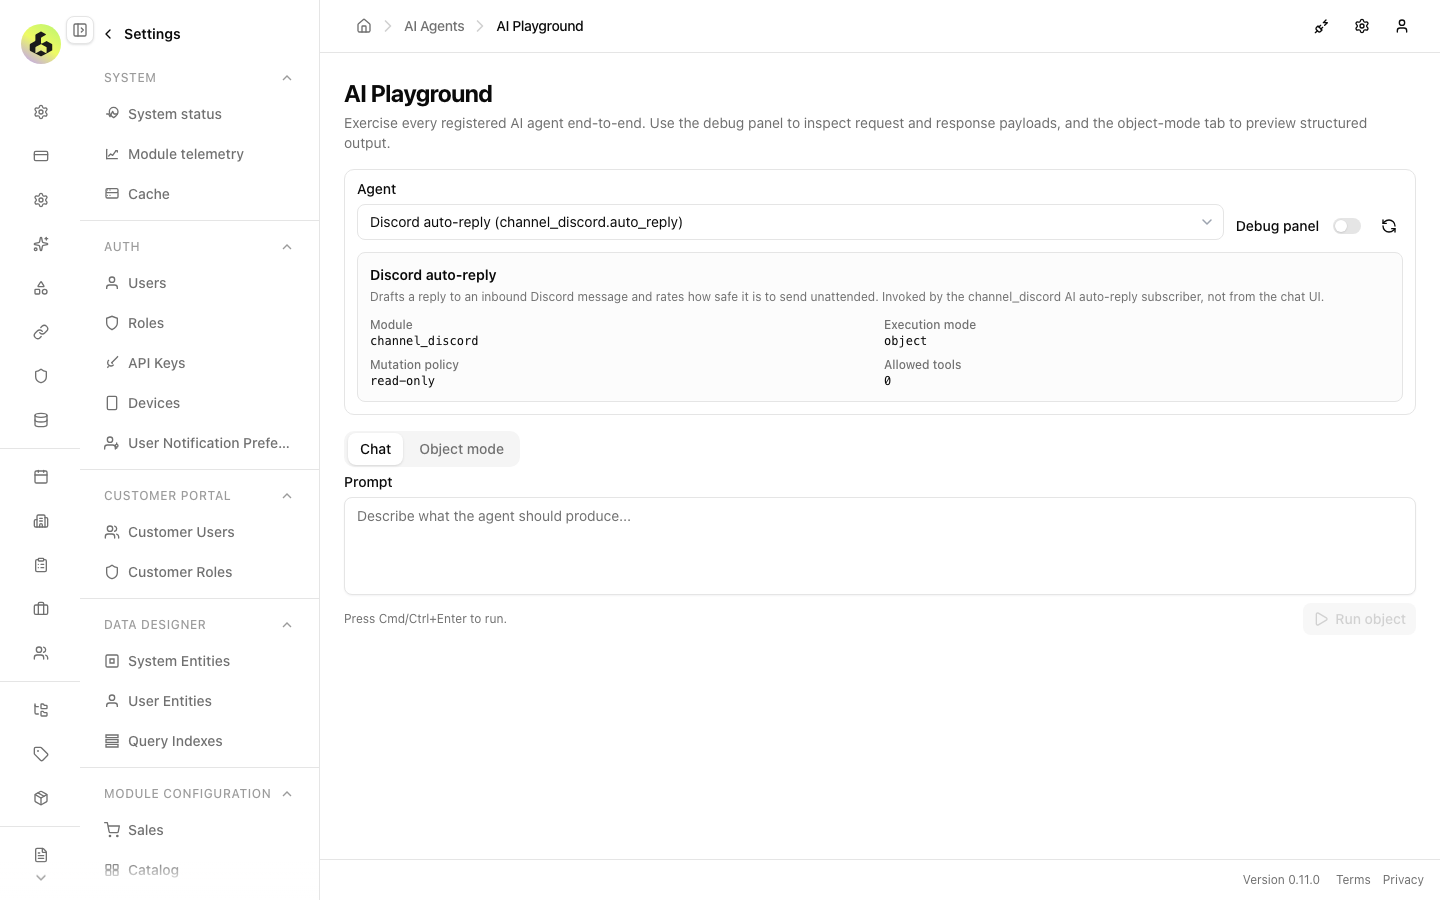 Settings
SYSTEM
System status
Module telemetry
Cache
AUTH
Users
Roles
API Keys
Devices
User Notification Prefe...
CUSTOMER PORTAL
Customer Users
Customer Roles
DATA DESIGNER
System Entities
User Entities
Query Indexes
MODULE CONFIGURATION
Sales
Catalog
AI Agents
AI Playground
AI Playground
Exercise every registered AI agent end-to-end. Use the debug panel to inspect request and response payloads, and the object-mode tab to preview structured
output.
Agent
Discord auto-reply (channel_discord.auto_reply)
Debug panel
Discord auto-reply
Drafts a reply to an inbound Discord message and rates how safe it is to send unattended. Invoked by the channel_discord AI auto-reply subscriber, not from the chat UI.
Module
channel_discord
Execution mode
object
Mutation policy
read-only
Allowed tools
0
Chat
Object mode
Prompt
Describe what the agent should produce...
Press Cmd/Ctrl+Enter to run.
Run object
Version 0.11.0
Terms
Privacy